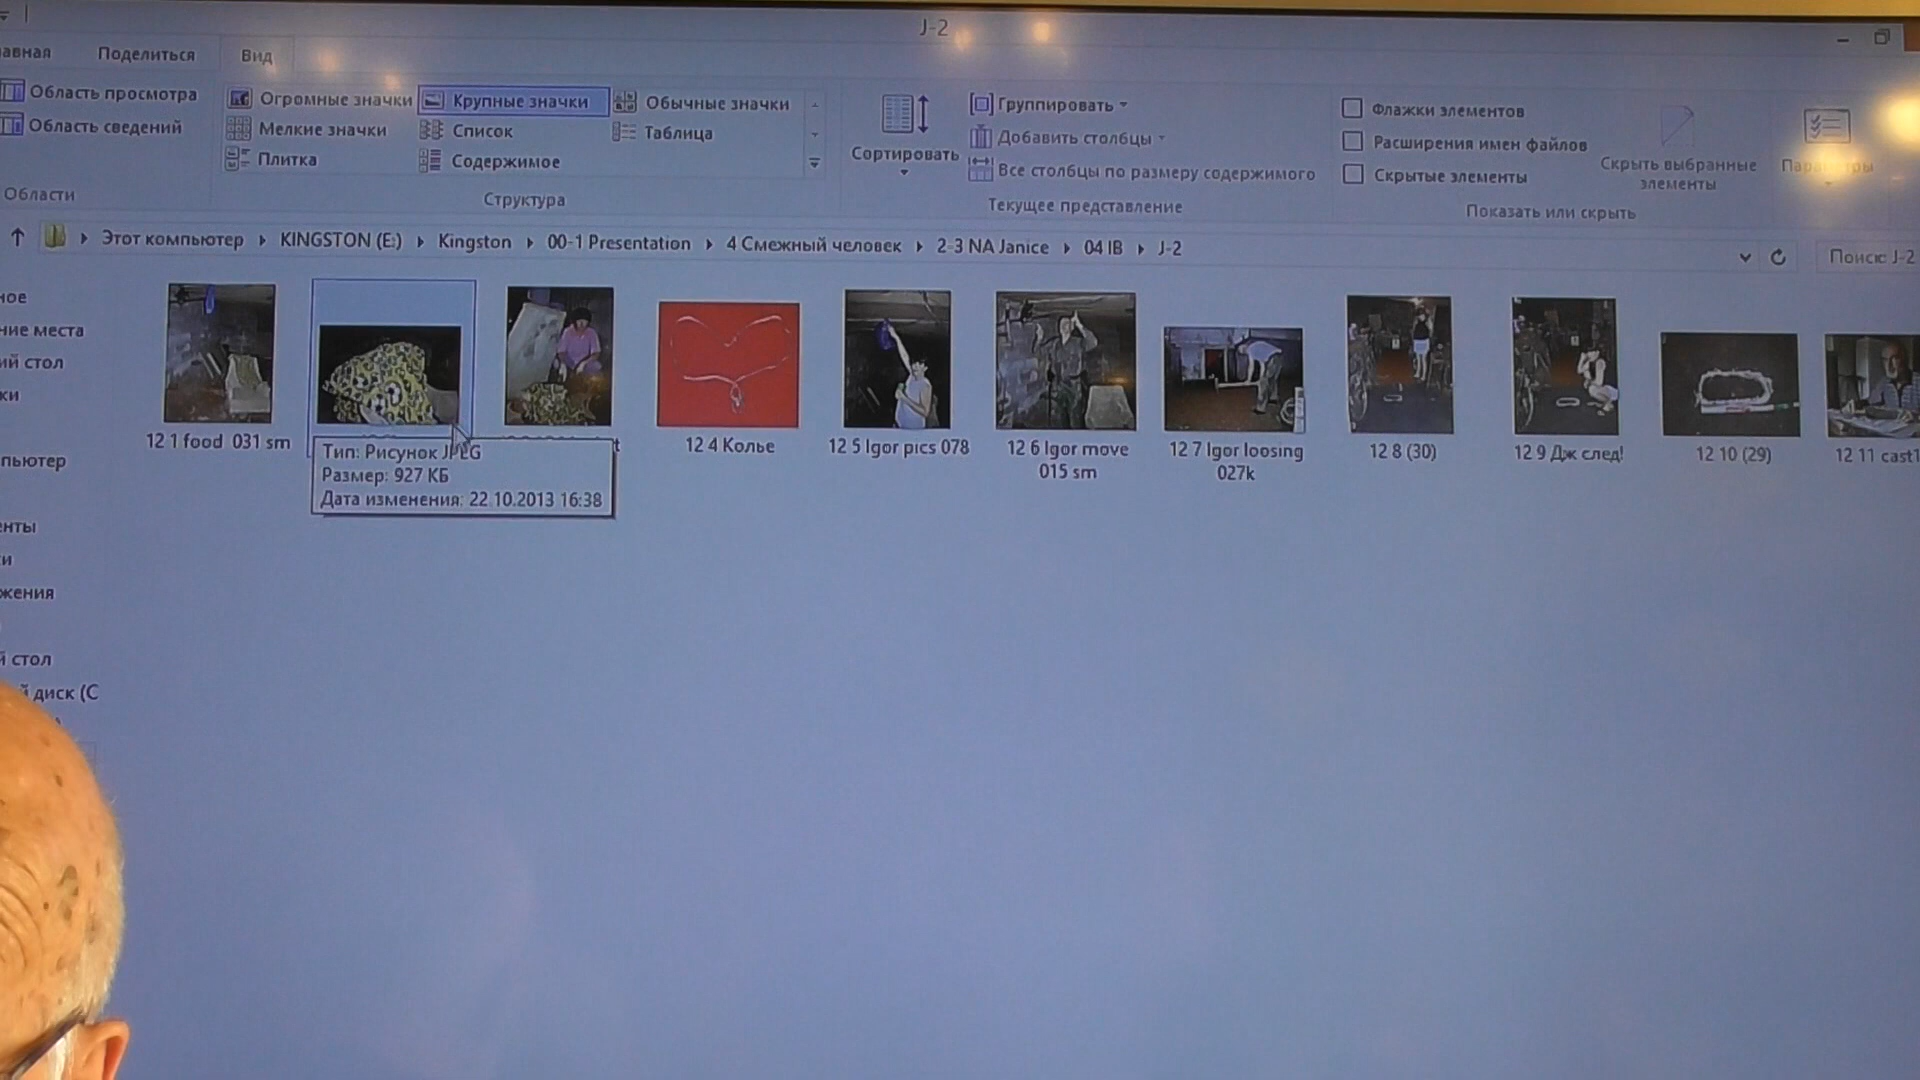 J-2
авная Поделиться Вид
Область просмотра
Область сведений
Области
Огромные значки Крупные значки Обычные значки
Мелкие значки Список Таблица
Плитка Содержимое
Структура
Сортировать
Группировать
Добавить столбцы
Все столбцы по размеру содержимого
Текущее представление
Флажки элементов
Расширения имен файлов
Скрытые элементы
Скрыть выбранные
элементы
Параметры
Показать или скрыть
Этот компьютер KINGSTON (E:) Kingston 00-1 Presentation 4 Смежный человек 2-3 NA Janice 04 IB J-2
Поиск: J-2
ное
ние места
ий стол
ки
пьютер
енты
и
жения
й стол
й диск (C
12 1 food 031 sm
Тип: Рисунок JPEG
Размер: 927 КБ
Дата изменения: 22.10.2013 16:38
12 4 Колье
12 5 Igor pics 078
12 6 Igor move
015 sm
12 7 Igor loosing
027k
12 8 (30)
12 9 Дж след!
12 10 (29)
12 11 cast1